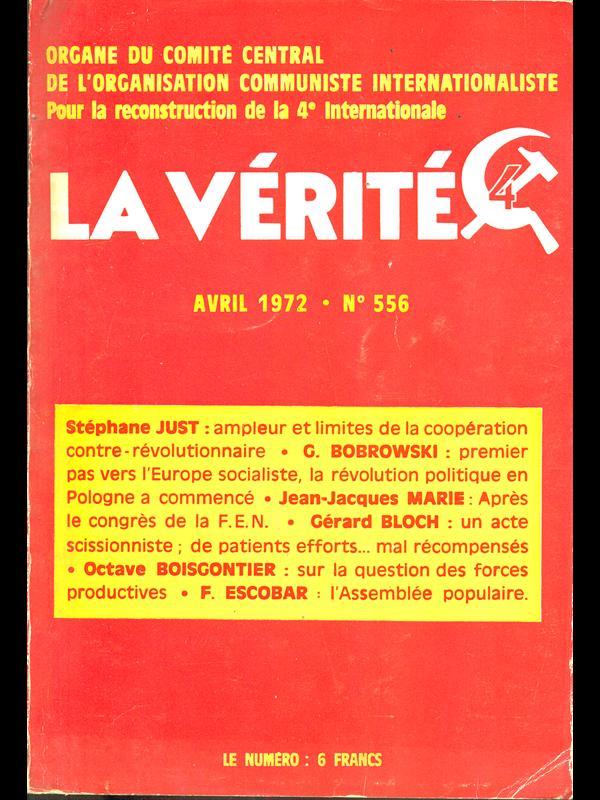 ORGANE DU COMITÉ CENTRAL
DE L'ORGANISATION COMMUNISTE INTERNATIONALISTE
Pour la reconstruction de la 4e Internationale
LA VÉRITÉ
4
AVRIL 1972 • N° 556
Stéphane JUST : ampleur et limites de la coopération
contre-révolutionnaire • G. BOBROWSKI : premier
pas vers l'Europe socialiste, la révolution politique en
Pologne a commencé • Jean-Jacques MARIE : Après
le congrès de la F.E.N. • Gérard BLOCH : un acte
scissionniste ; de patients efforts... mal récompensés
• Octave BOISGONTIER : sur la question des forces
productives • F. ESCOBAR : l'Assemblée populaire.
LE NUMÉRO : 6 FRANCS